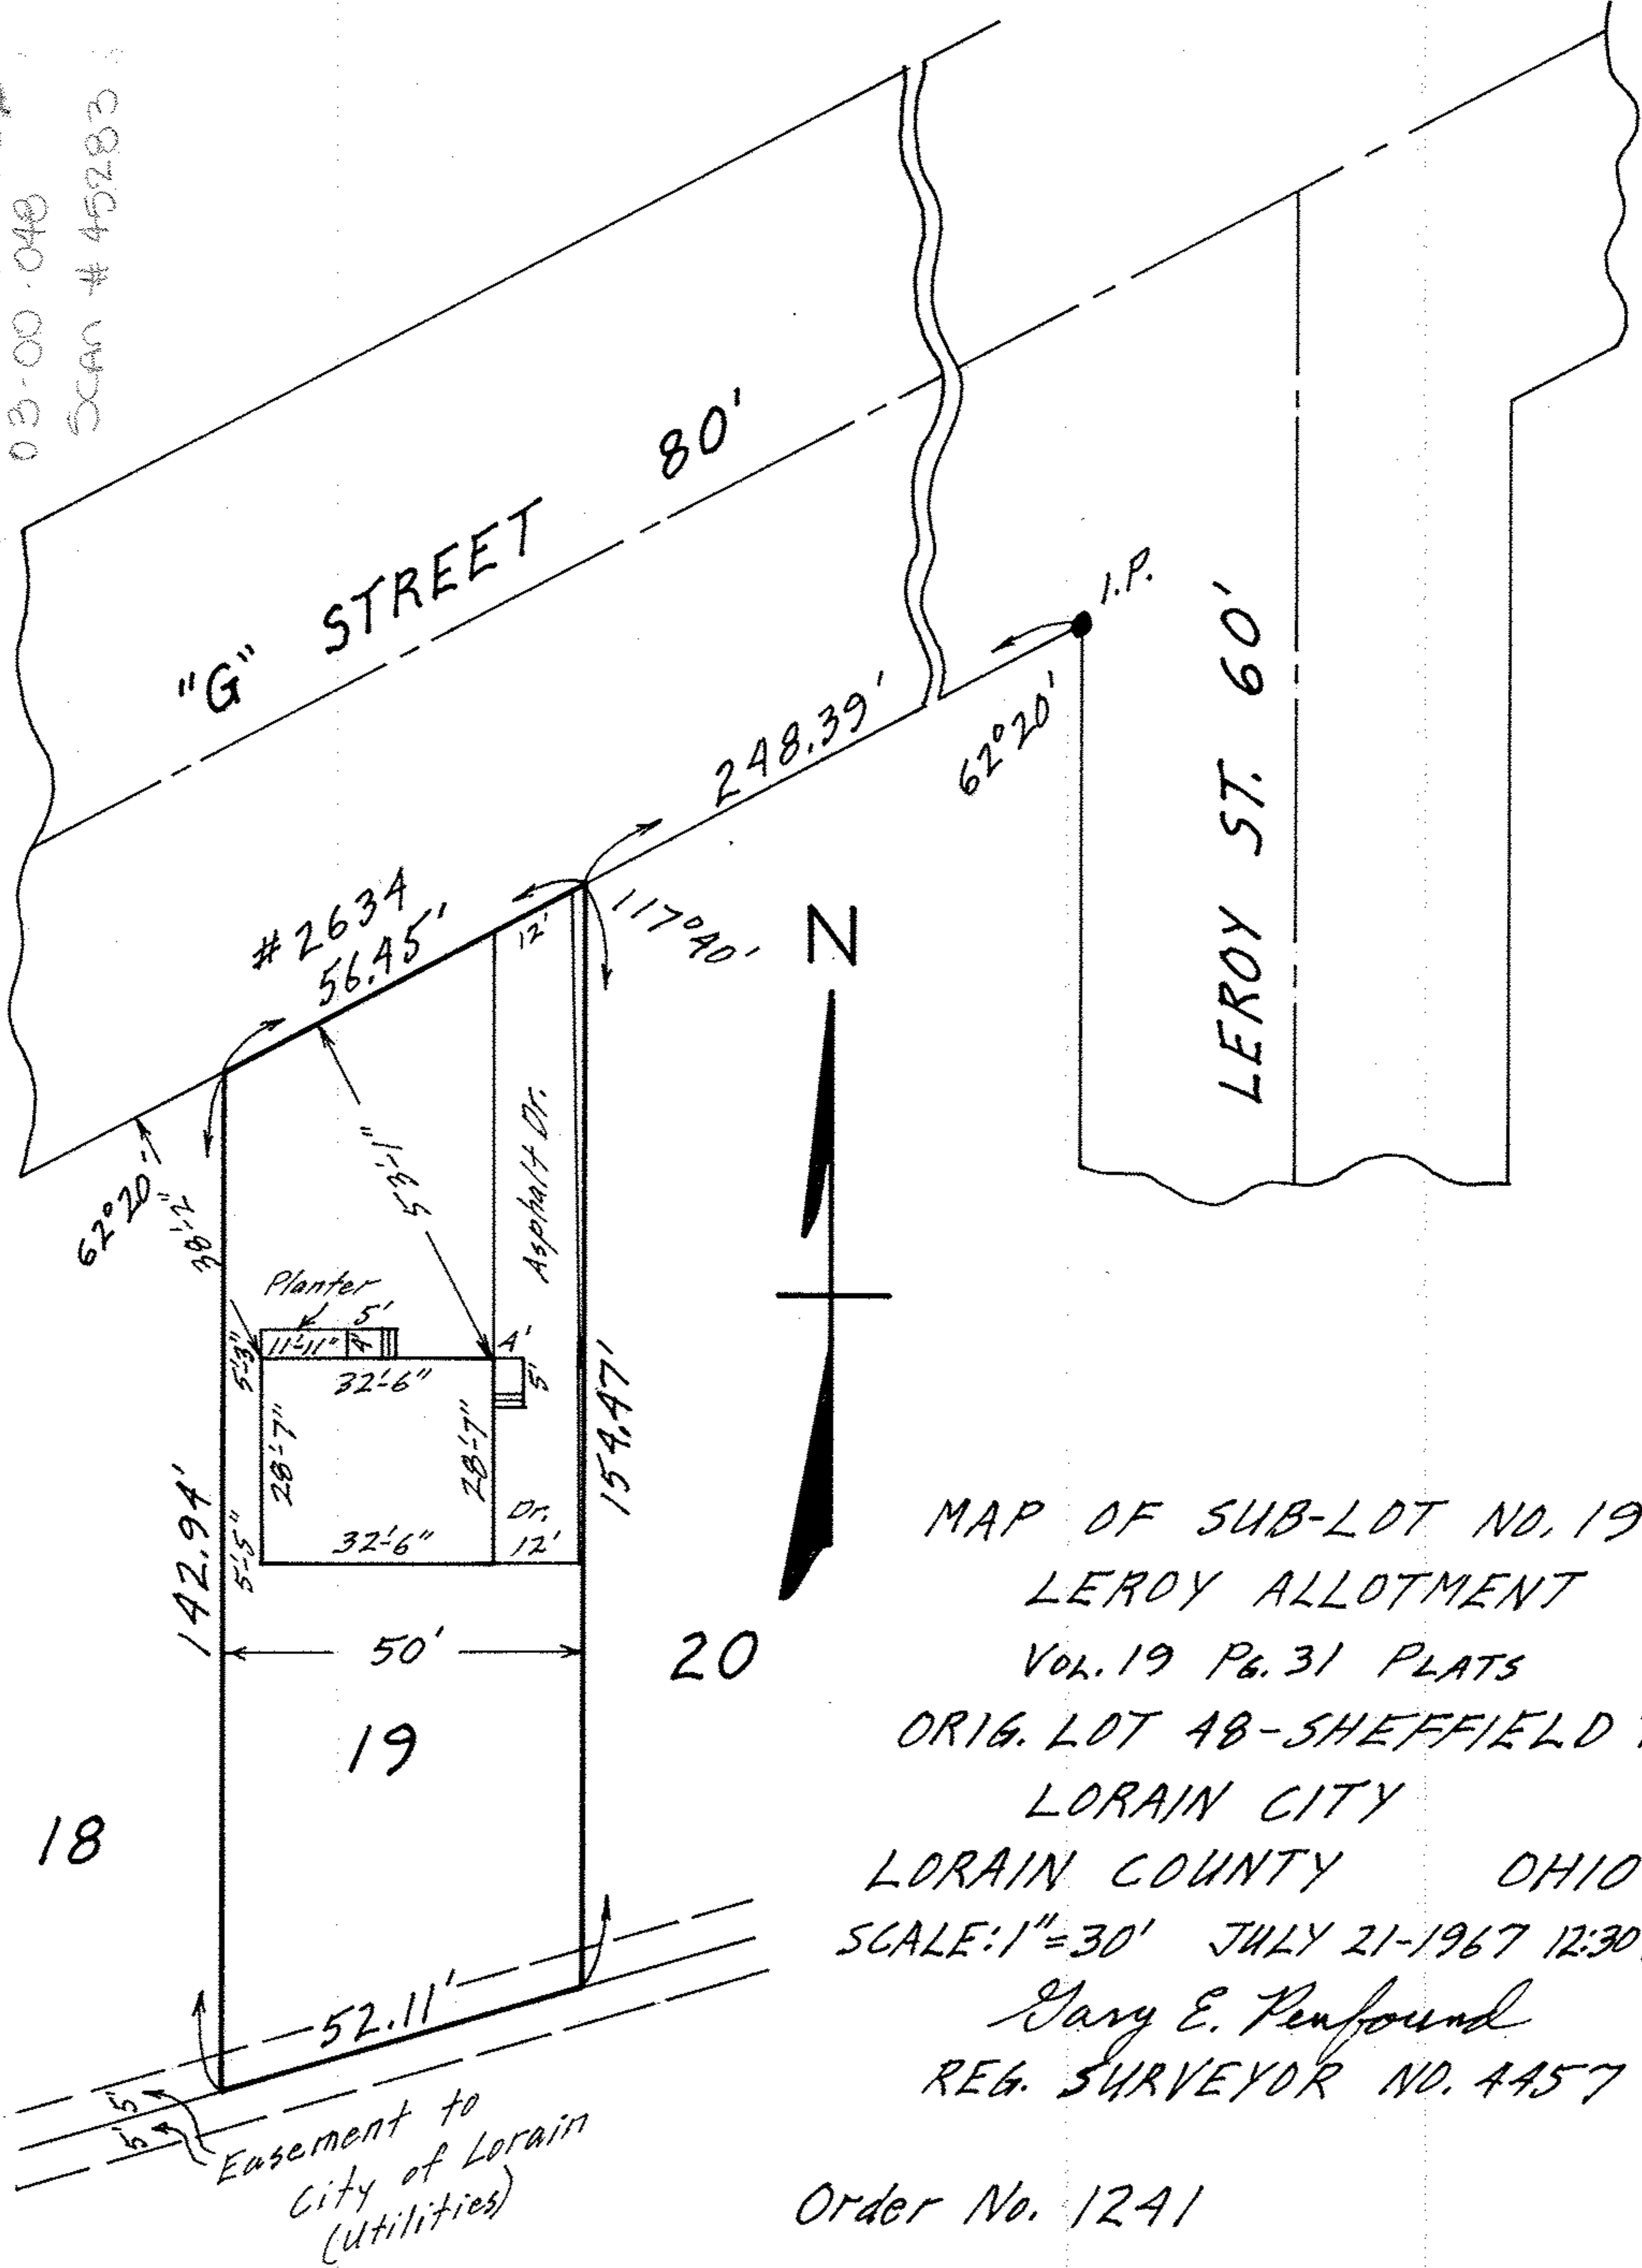 03-00-048
SCAN # 45283
"G" STREET 80'
I.P.
62°20'
248.39'
LEROY ST. 60'
#2634
56.45'
12'
117°40'
N
62°20'
38'-2"
53'-1"
Asphalt Dr.
Planter
5'
11'-11"
4'
4'
5'
5'-3"
32'-6"
28'-7"
28'-7"
154.47'
142.94'
5'-5"
32'-6"
Dr.
12'
50'
20
19
18
52.11'
5'
5'
Easement to
City of Lorain
(Utilities)
MAP OF SUB-LOT NO. 19
LEROY ALLOTMENT
VOL. 19 PG. 31 PLATS
ORIG. LOT 48-SHEFFIELD
LORAIN CITY
LORAIN COUNTY OHIO
SCALE: 1"=30' JULY 21-1967 12:30
Gary E. Penfound
REG. SURVEYOR NO. 4457
Order No. 1241